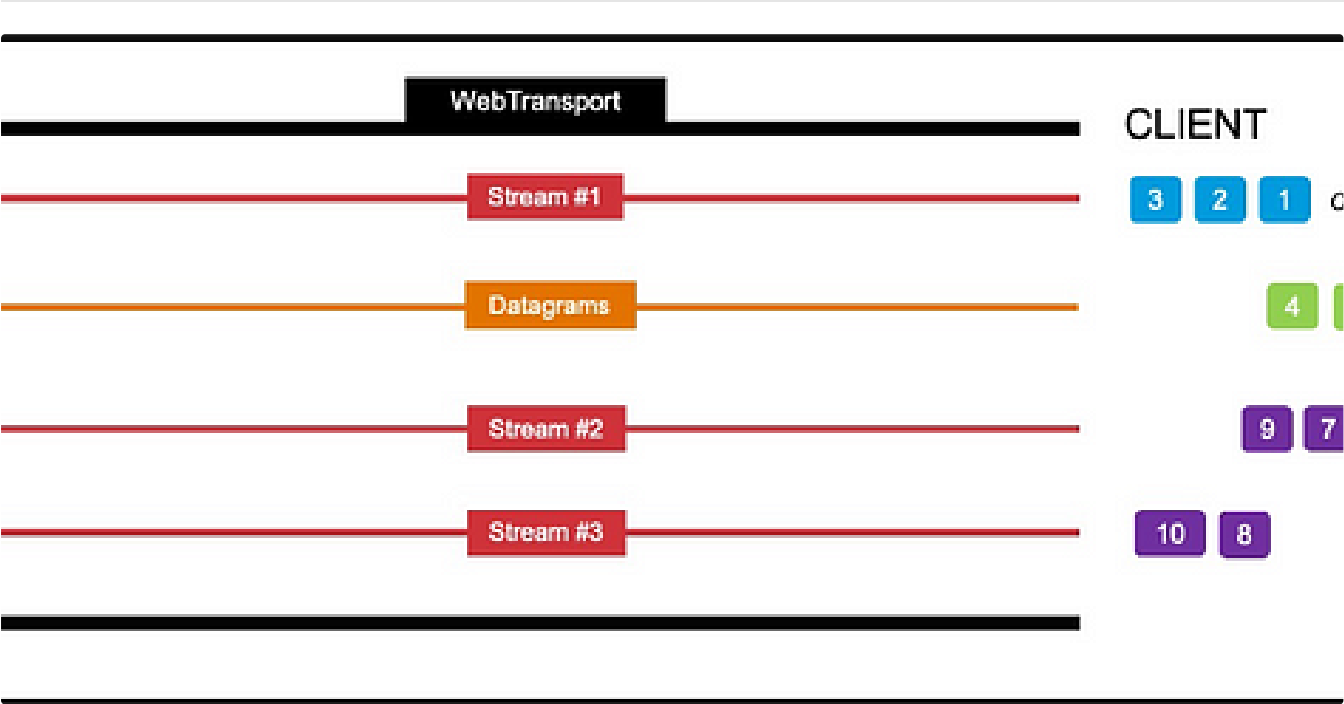 WebTransport
CLIENT
Stream #1
3 2 1
Datagrams
4
Stream #2
9 7
Stream #3
10 8